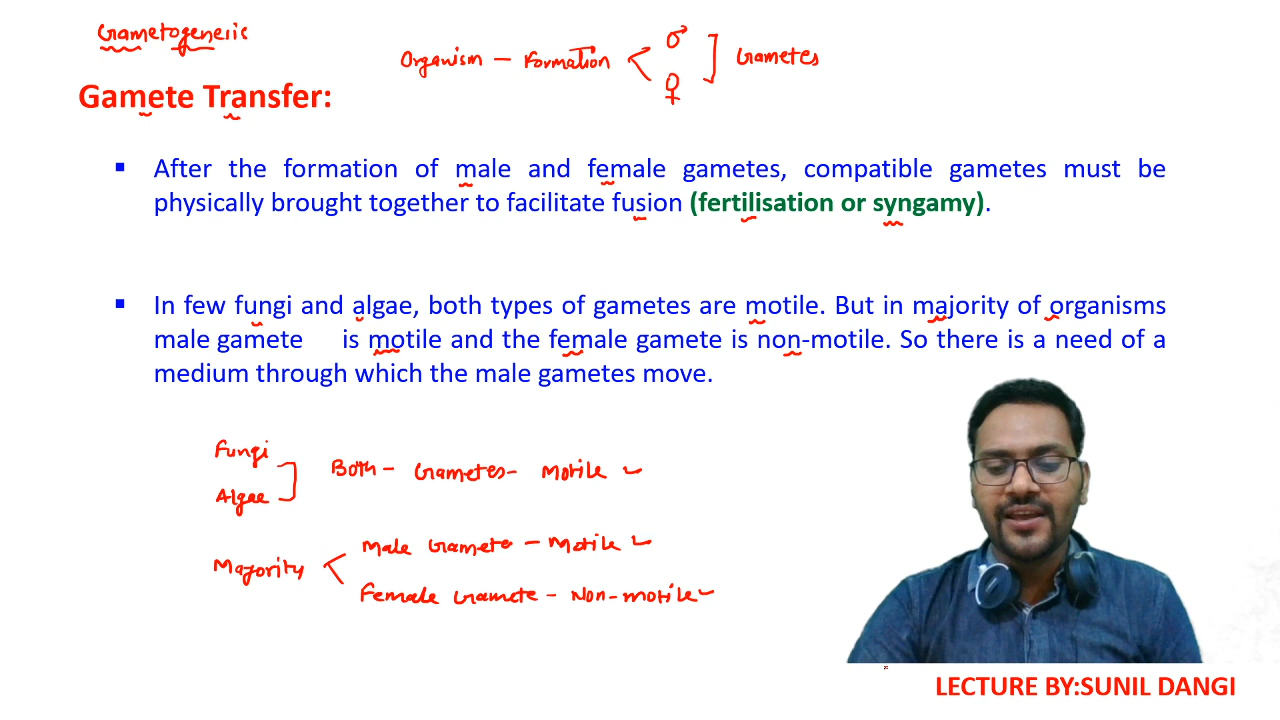 Gametogenesis
Organism - Formation < ♂ ♀ ] Gametes
Gamete Transfer:
▪ After the formation of male and female gametes, compatible gametes must be
physically brought together to facilitate fusion (fertilisation or syngamy).
▪ In few fungi and algae, both types of gametes are motile. But in majority of organisms
male gamete is motile and the female gamete is non-motile. So there is a need of a
medium through which the male gametes move.
Fungi
Algae
Both - Gametes - Motile
Majority
Male Gamete - Motile
Female Gamete - Non-motile
LECTURE BY:SUNIL DANGI